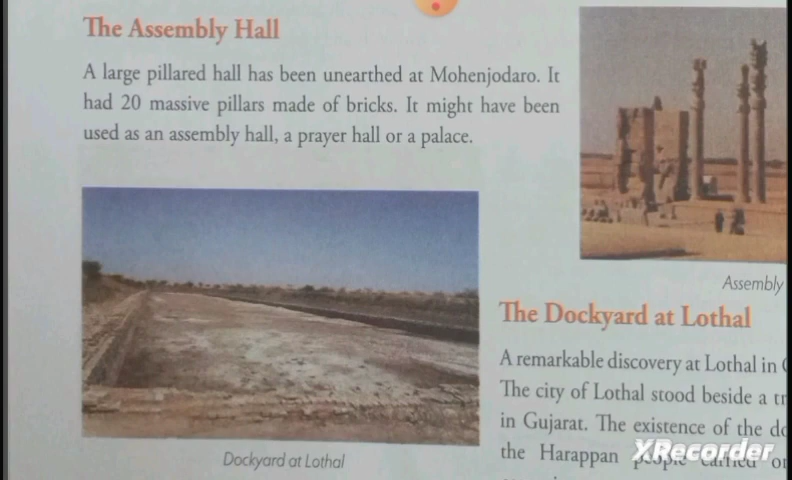 The Assembly Hall
A large pillared hall has been unearthed at Mohenjodaro. It
had 20 massive pillars made of bricks. It might have been
used as an assembly hall, a prayer hall or a palace.
Dockyard at Lothal
Assembly
The Dockyard at Lothal
A remarkable discovery at Lothal in
The city of Lothal stood beside a
in Gujarat. The existence of the
the Harappan people carried
XRecorder